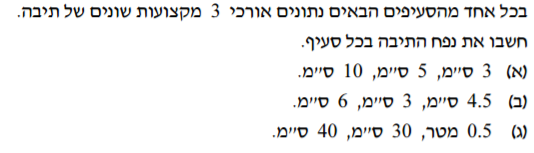 בכל אחד מהסעיפים הבאים נתונים אורכי 3 מקצועות שונים של תיבה.
חשבו את נפח התיבה בכל סעיף.
(א) 3 ס״מ, 5 ס״מ, 10 ס״מ.
(ב) 4.5 ס״מ, 3 ס״מ, 6 ס״מ.
(ג) 0.5 מטר, 30 ס״מ, 40 ס״מ.